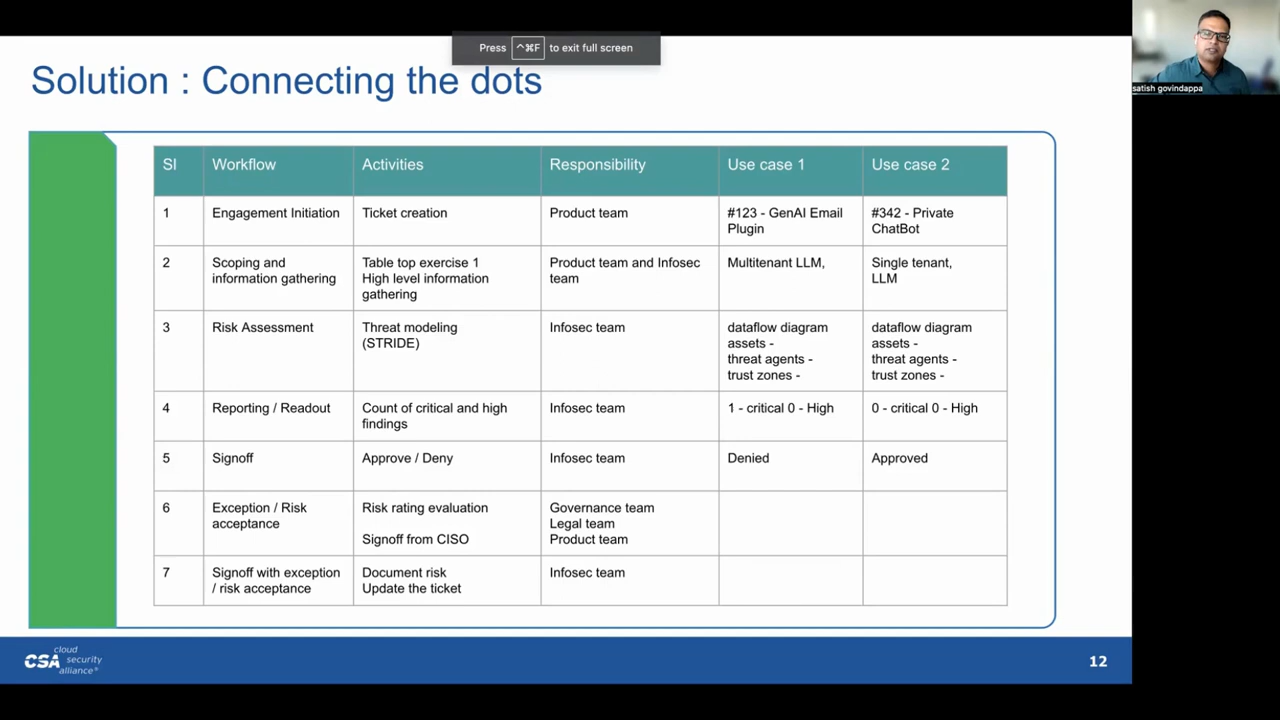 Press ^⌘F to exit full screen
satish govindappa
Solution : Connecting the dots
SI Workflow Activities Responsibility Use case 1 Use case 2
1 Engagement Initiation Ticket creation Product team #123 - GenAI Email Plugin #342 - Private ChatBot
2 Scoping and information gathering Table top exercise 1 High level information gathering Product team and Infosec team Multitenant LLM, Single tenant, LLM
3 Risk Assessment Threat modeling (STRIDE) Infosec team dataflow diagram assets - threat agents - trust zones - dataflow diagram assets - threat agents - trust zones -
4 Reporting / Readout Count of critical and high findings Infosec team 1 - critical 0 - High 0 - critical 0 - High
5 Signoff Approve / Deny Infosec team Denied Approved
6 Exception / Risk acceptance Risk rating evaluation Signoff from CISO Governance team Legal team Product team
7 Signoff with exception / risk acceptance Document risk Update the ticket Infosec team
CSA cloud security alliance®
12